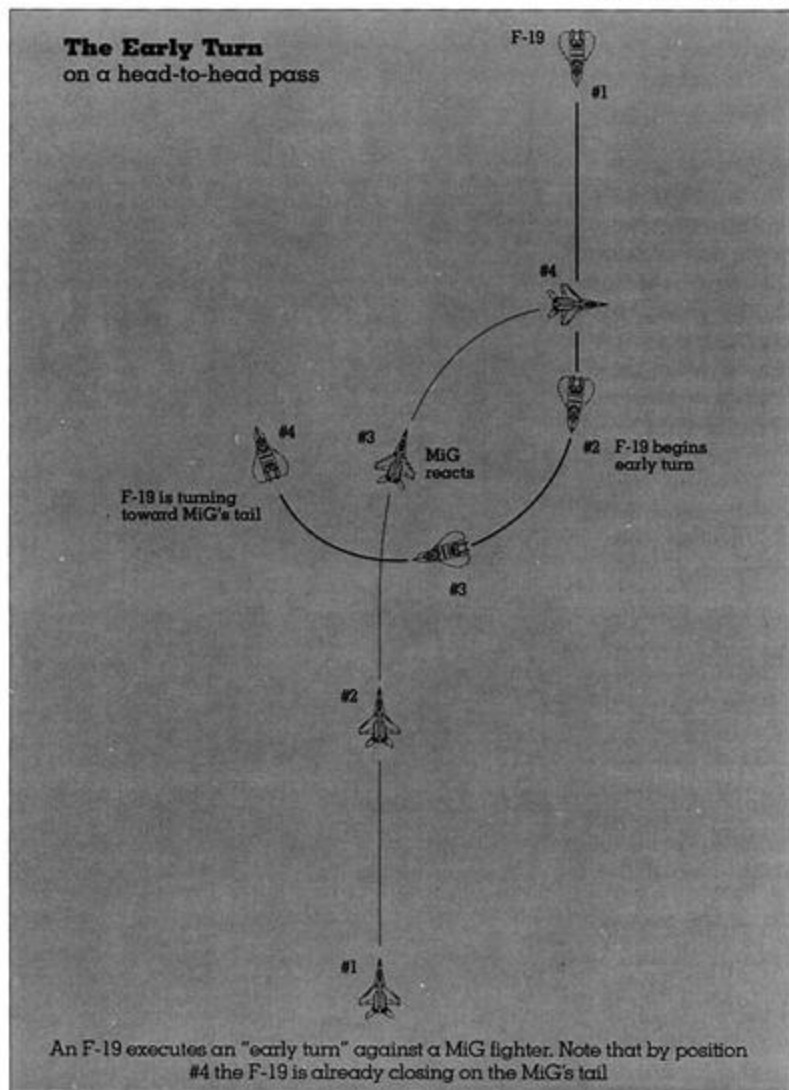 The Early Turn
on a head-to-head pass
F-19
#1
#4
#2 F-19 begins
early turn
#3
MiG
reacts
#4
F-19 is turning
toward MiG's tail
#3
#2
#1
An F-19 executes an "early turn" against a MiG fighter. Note that by position
#4 the F-19 is already closing on the MiG's tail